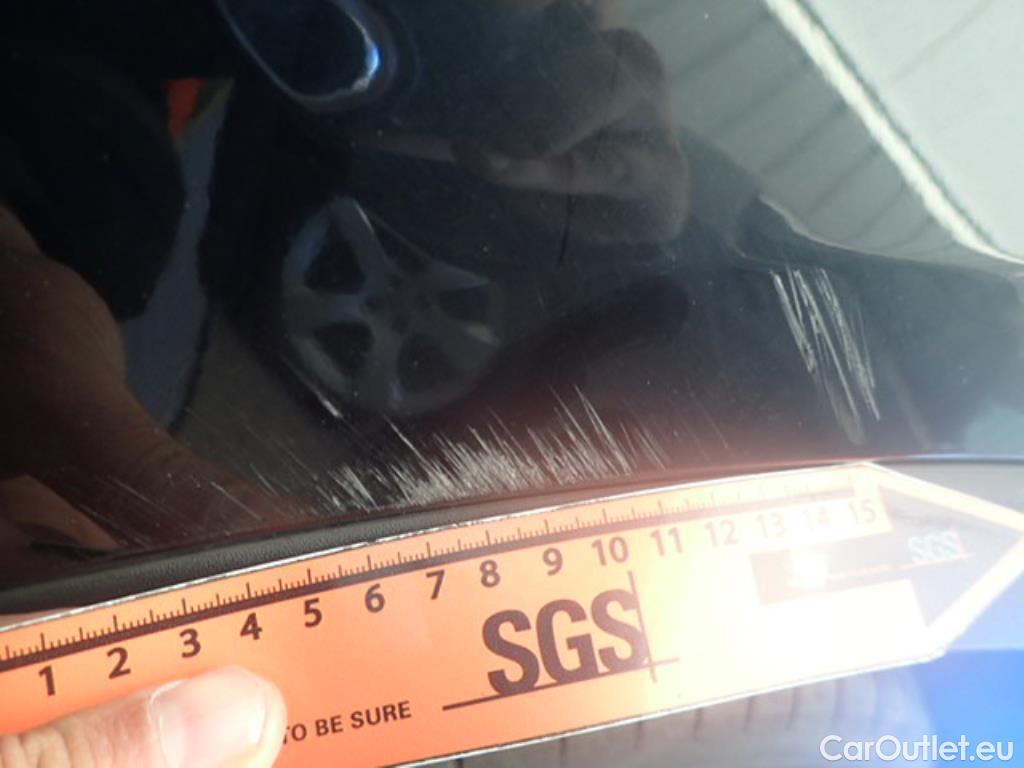 1 2 3 4 5 6 7 8 9 10 11 12 13 14 15
SGS
SGS
TO BE SURE
CarOutlet.eu